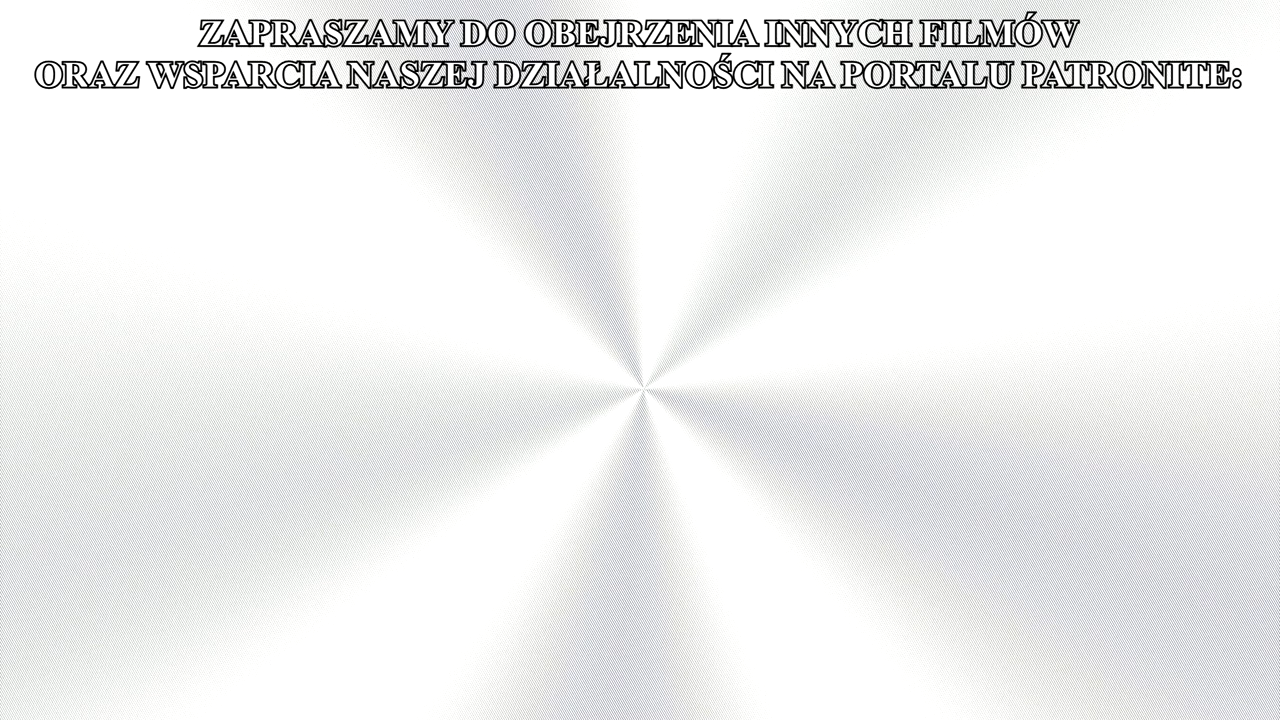 ZAPRASZAMY DO OBEJRZENIA INNYCH FILMÓW
ORAZ WSPARCIA NASZEJ DZIAŁALNOŚCI NA PORTALU PATRONITE: